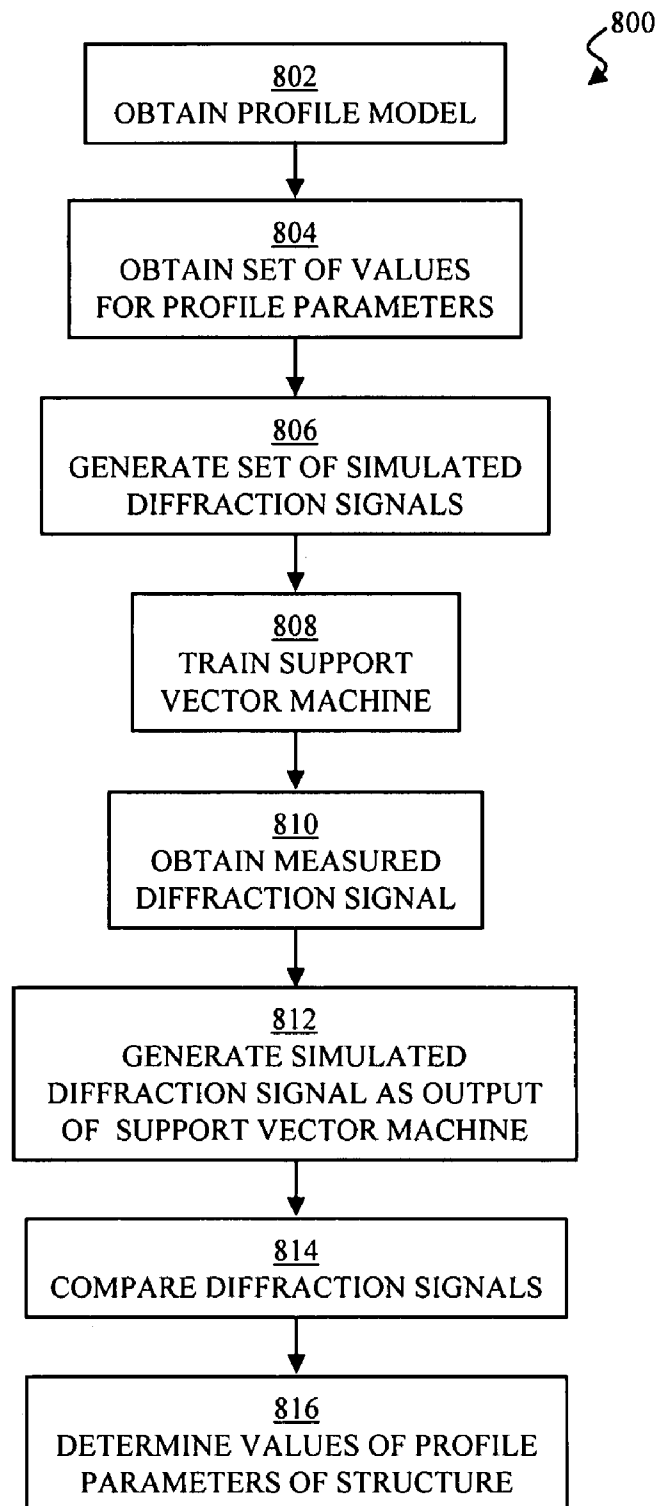 800
802
OBTAIN PROFILE MODEL
804
OBTAIN SET OF VALUES
FOR PROFILE PARAMETERS
806
GENERATE SET OF SIMULATED
DIFFRACTION SIGNALS
808
TRAIN SUPPORT
VECTOR MACHINE
810
OBTAIN MEASURED
DIFFRACTION SIGNAL
812
GENERATE SIMULATED
DIFFRACTION SIGNAL AS OUTPUT
OF SUPPORT VECTOR MACHINE
814
COMPARE DIFFRACTION SIGNALS
816
DETERMINE VALUES OF PROFILE
PARAMETERS OF STRUCTURE